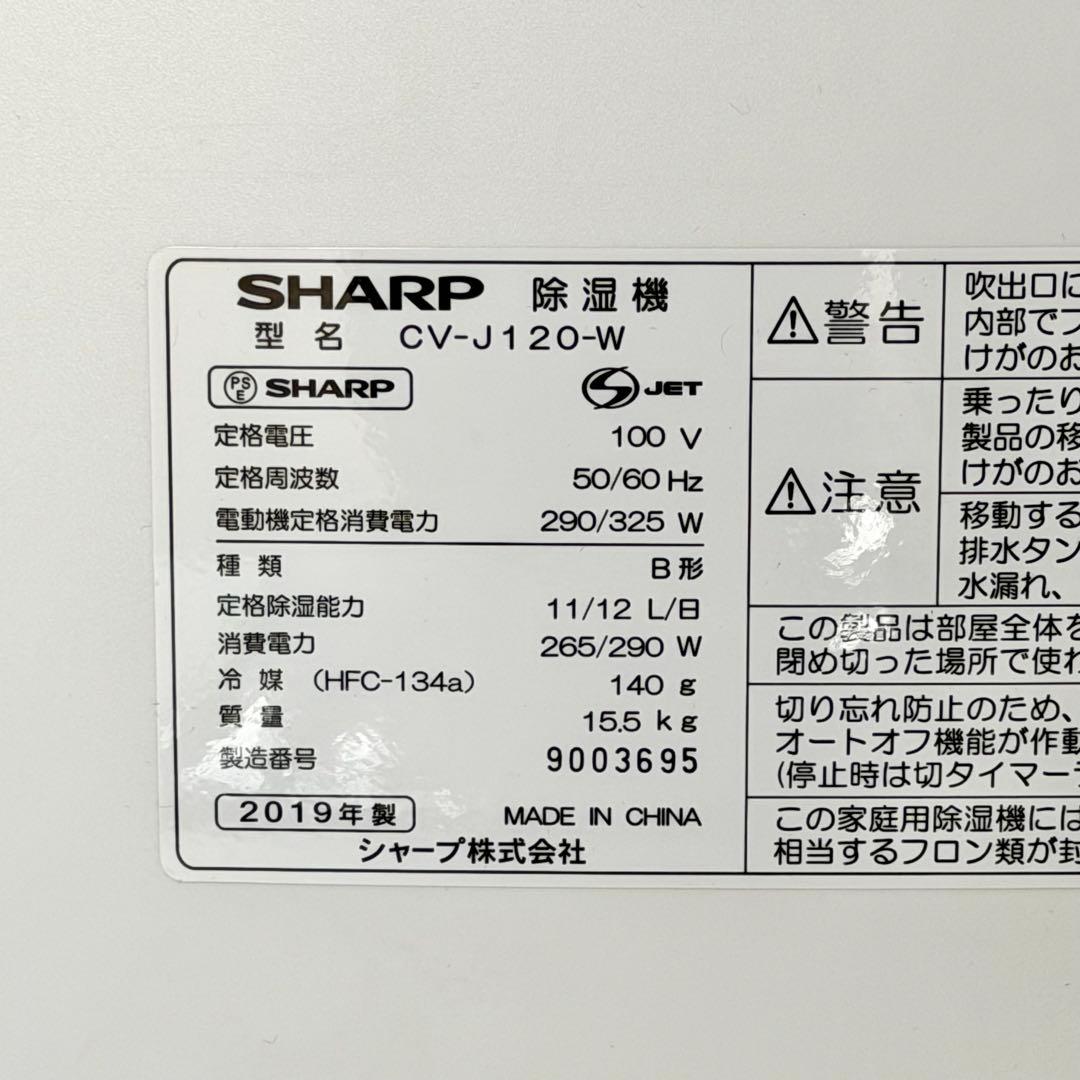 SHARP 除湿機
型名 CV-J120-W
PSE SHARP
S JET
定格電圧 100 V
定格周波数 50/60 Hz
電動機定格消費電力 290/325 W
種類 B形
定格除湿能力 11/12 L/日
消費電力 265/290 W
冷媒 (HFC-134a) 140 g
質量 15.5 kg
製造番号 9003695
2019年製 MADE IN CHINA
シャープ株式会社
⚠警告
吹出口に
内部でフ
けがのお
⚠注意
乗ったり
製品の移
けがのお
移動する
排水タン
水漏れ、
この製品は部屋全体を
閉め切った場所で使わ
切り忘れ防止のため、
オートオフ機能が作動
(停止時は切タイマーラ
この家庭用除湿機には
相当するフロン類が封